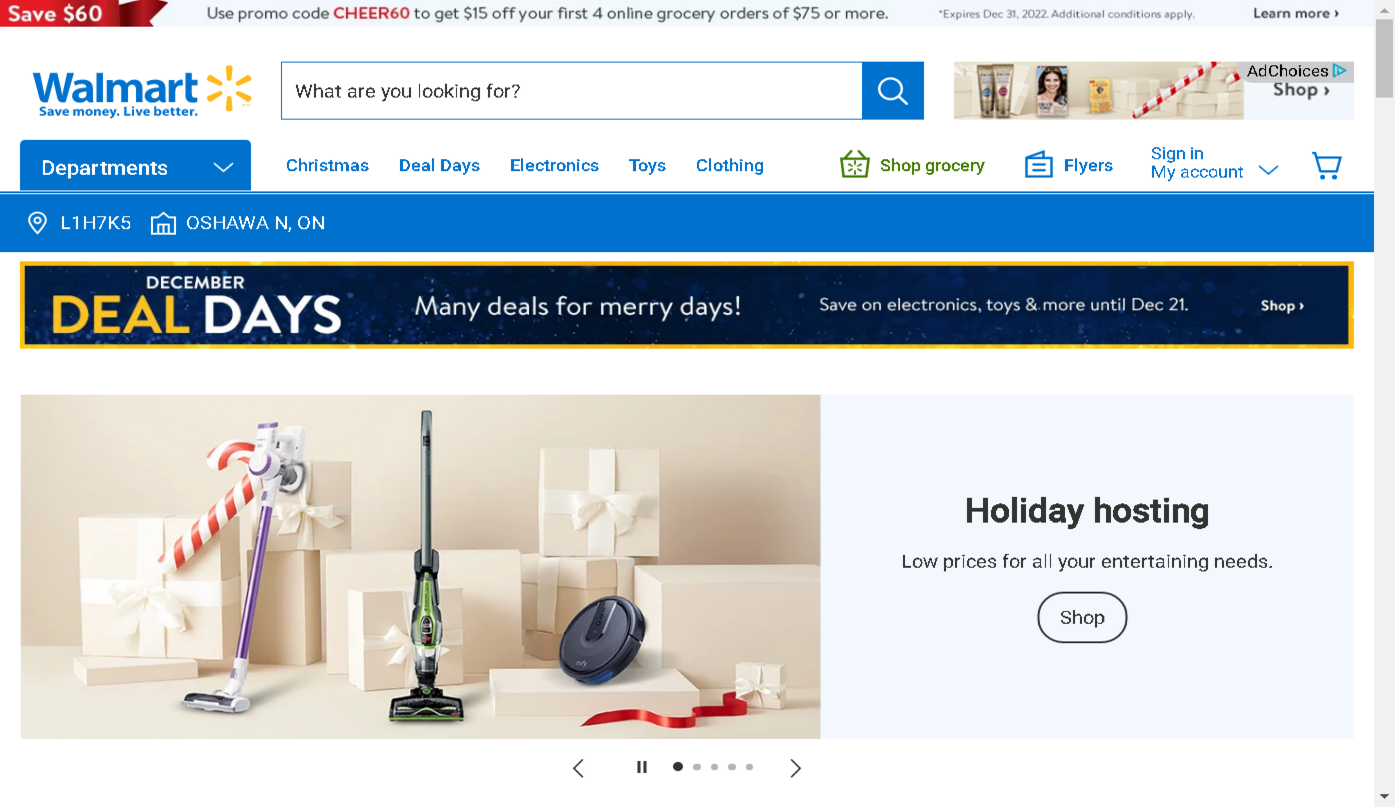 Save $60
Use promo code CHEER60 to get $15 off your first 4 online grocery orders of $75 or more.
*Expires Dec 31, 2022. Additional conditions apply.
Learn more ›
Walmart
Save money. Live better.
What are you looking for?
AdChoices
Shop ›
Departments
Christmas
Deal Days
Electronics
Toys
Clothing
Shop grocery
Flyers
Sign in
My account
L1H7K5
OSHAWA N, ON
DECEMBER
DEAL DAYS
Many deals for merry days!
Save on electronics, toys & more until Dec 21.
Shop ›
Holiday hosting
Low prices for all your entertaining needs.
Shop
eufy